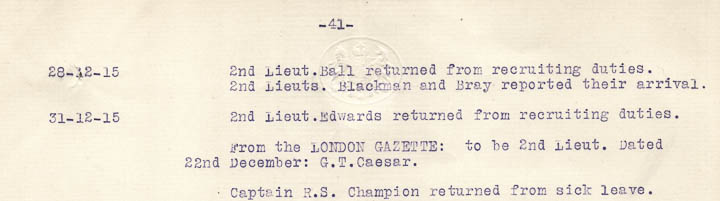 -41-
28-12-15 2nd Lieut.Ball returned from recruiting duties.
2nd Lieuts. Blackman and Bray reported their arrival.
31-12-15 2nd Lieut.Edwards returned from recruiting duties.
From the LONDON GAZETTE: to be 2nd Lieut. Dated
22nd December: G.T.Caesar.
Captain R.S. Champion returned from sick leave.